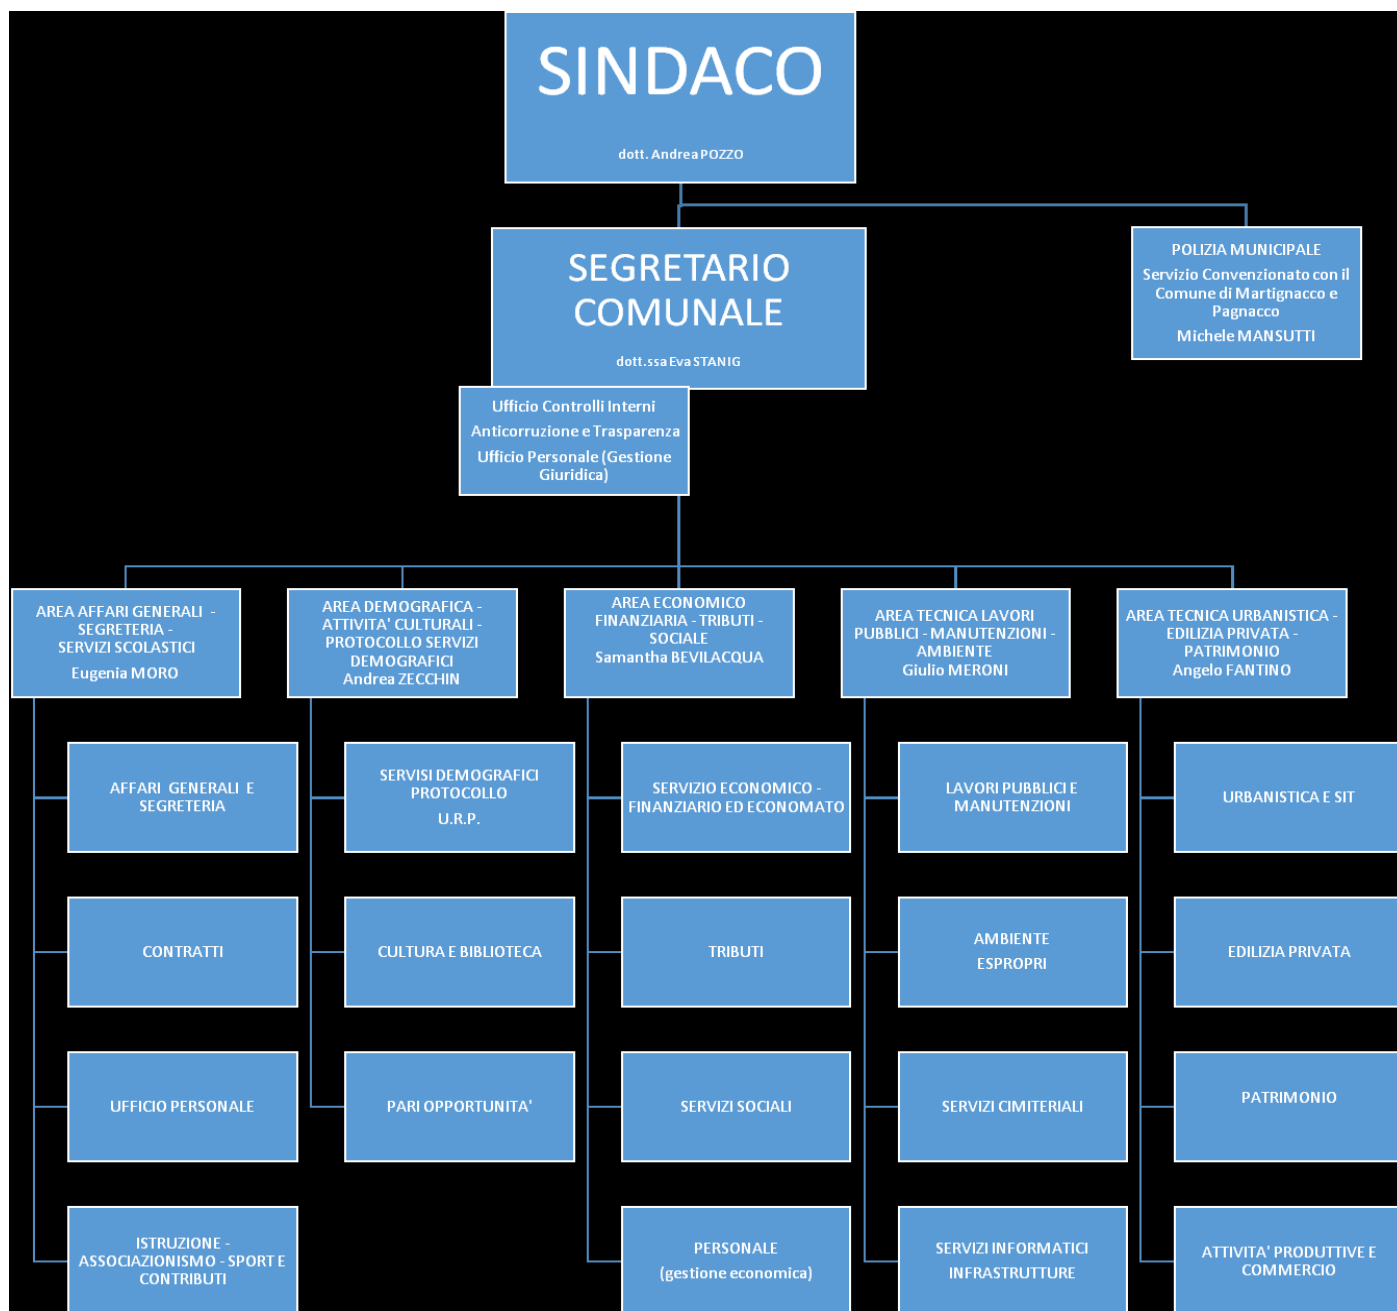 SINDACO
dott. Andrea POZZO
SEGRETARIO
COMUNALE
dott.ssa Eva STANIG
POLIZIA MUNICIPALE
Servizio Convenzionato con il
Comune di Martignacco e
Pagnacco
Michele MANSUTTI
Ufficio Controlli Interni
Anticorruzione e Trasparenza
Ufficio Personale (Gestione
Giuridica)
AREA AFFARI GENERALI -
SEGRETERIA -
SERVIZI SCOLASTICI
Eugenia MORO
AREA DEMOGRAFICA -
ATTIVITA' CULTURALI -
PROTOCOLLO SERVIZI
DEMOGRAFICI
Andrea ZECCHIN
AREA ECONOMICO
FINANZIARIA - TRIBUTI -
SOCIALE
Samantha BEVILACQUA
AREA TECNICA LAVORI
PUBBLICI - MANUTENZIONI -
AMBIENTE
Giulio MERONI
AREA TECNICA URBANISTICA -
EDILIZIA PRIVATA -
PATRIMONIO
Angelo FANTINO
AFFARI GENERALI E
SEGRETERIA
SERVISI DEMOGRAFICI
PROTOCOLLO
U.R.P.
SERVIZIO ECONOMICO -
FINANZIARIO ED ECONOMATO
LAVORI PUBBLICI E
MANUTENZIONI
URBANISTICA E SIT
CONTRATTI
CULTURA E BIBLIOTECA
TRIBUTI
AMBIENTE
ESPROPRI
EDILIZIA PRIVATA
UFFICIO PERSONALE
PARI OPPORTUNITA'
SERVIZI SOCIALI
SERVIZI CIMITERIALI
PATRIMONIO
ISTRUZIONE -
ASSOCIAZIONISMO - SPORT E
CONTRIBUTI
PERSONALE
(gestione economica)
SERVIZI INFORMATICI
INFRASTRUTTURE
ATTIVITA' PRODUTTIVE E
COMMERCIO